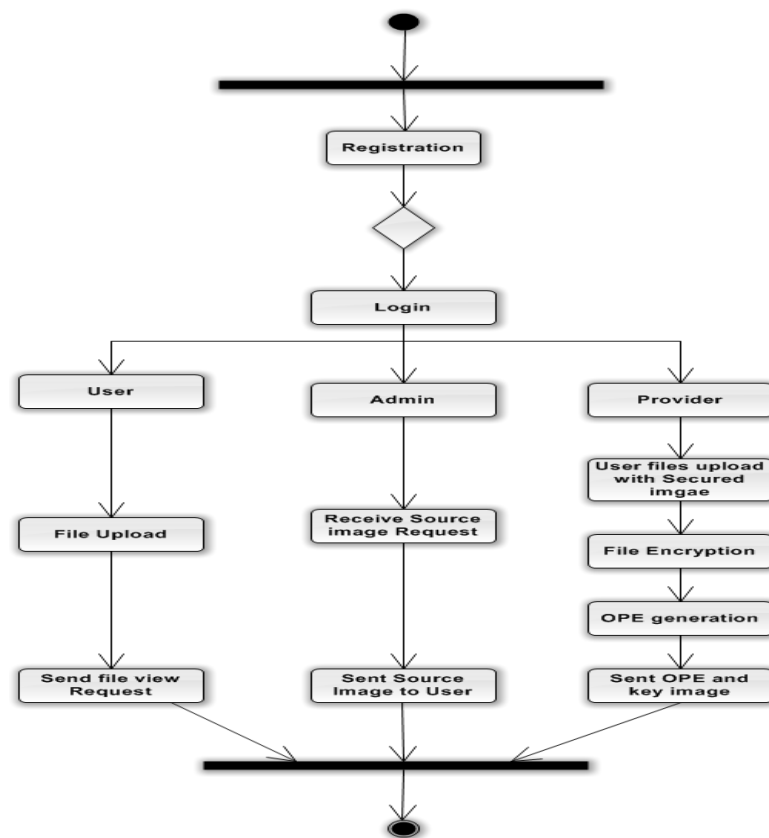 Registration
Login
User
Admin
Provider
User files upload
with Secured
imgae
File Upload
Receive Source
image Request
File Encryption
OPE generation
Send file view
Request
Sent Source
Image to User
Sent OPE and
key image